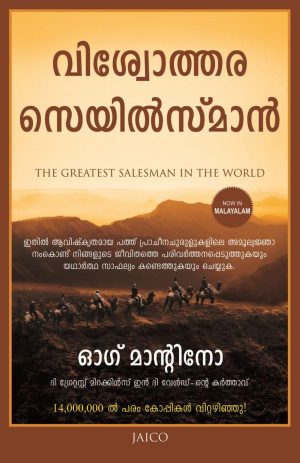 വിശ്വോത്തര
സെയിൽസ്മാൻ
THE GREATEST SALESMAN IN THE WORLD
NOW IN
MALAYALAM
ഇതിൽ ആവിഷ്കൃതമായ പത്ത് പ്രാചീനചുരുളുകളിലെ അമൂല്യജ്ഞാ
നംകൊണ്ട് നിങ്ങളുടെ ജീവിതത്തെ പരിവർത്തനപ്പെടുത്തുകയും
യഥാർത്ഥ സാഫല്യം കണ്ടെത്തുകയും ചെയ്യുക.
ഓഗ് മാന്റിനോ
ദി ഗ്രേറ്റസ്റ്റ് മിറക്കിൾസ് ഇൻ ദി വേൾഡ്-ന്റെ കർത്താവ്
14,000,000 ൽ പരം കോപ്പികൾ വിറ്റഴിഞ്ഞു!
JAICO